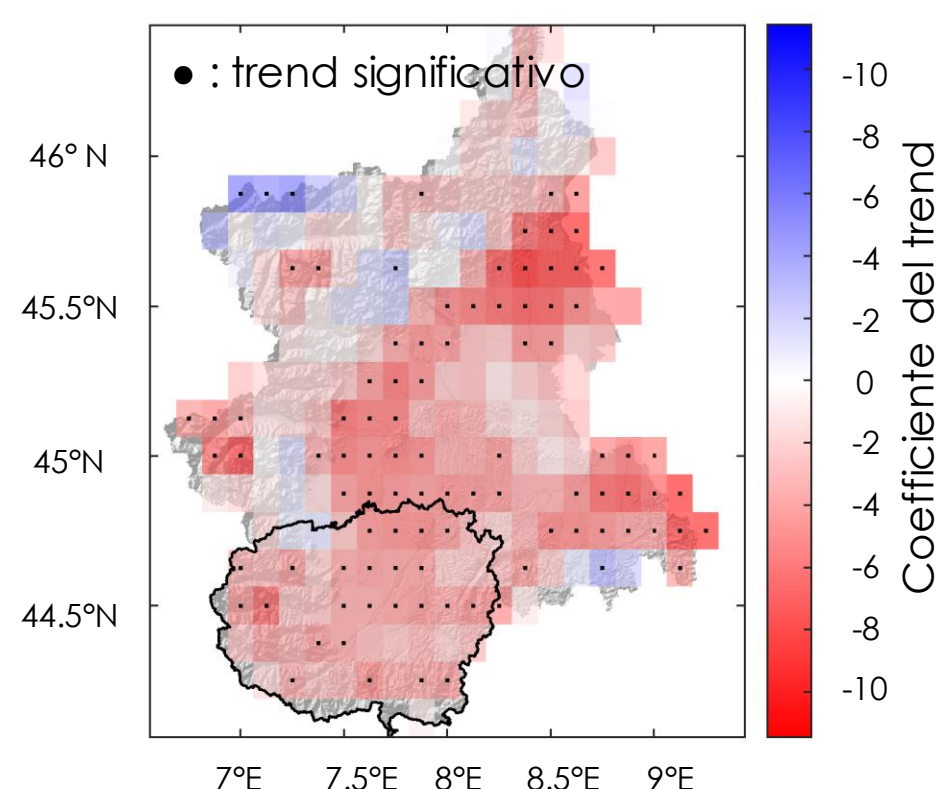 ● : trend significativo
46° N
45.5°N
45°N
44.5°N
7°E 7.5°E 8°E 8.5°E 9°E
-10
-8
-6
-4
-2
0
-2
-4
-6
-8
-10
Coefficiente del trend